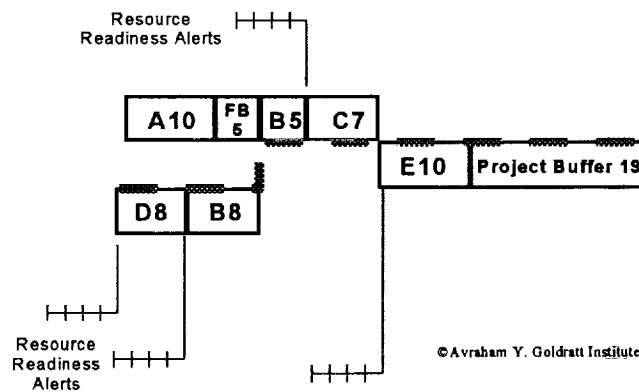 Resource
Readiness Alerts
A10
FB
5
B5
C7
E10
Project Buffer 19
D8
B8
Resource
Readiness
Alerts
©Avraham Y. Goldratt Institute